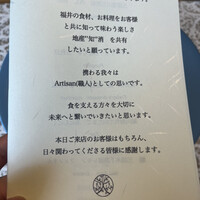 福井の食材、お料理をお客様
と共に知って味わう楽しさ
地産"知"消　を共有
したいと願っています。
携わる我々は
Artisan(職人)としての思いです。
食を支える方々を大切に
未来へと繋いでいきたいと思います。
本日ご来店のお客様はもちろん、
日々関わってくださる皆様に感謝します。